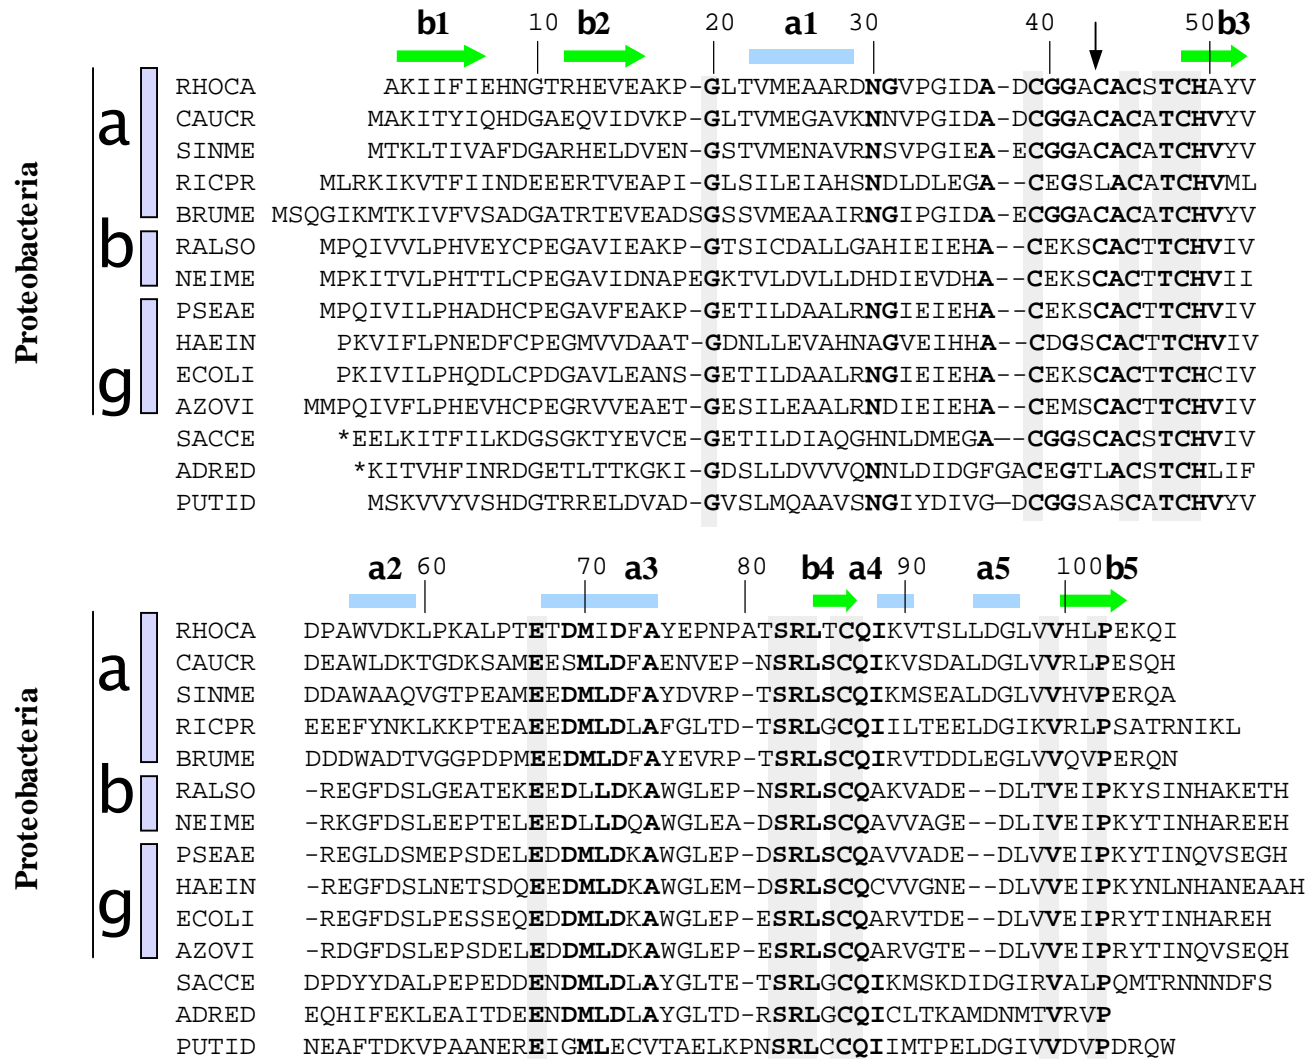 b1 10 b2 20 a1 30 40 50 b3
RHOCA AKIIFIEHNGTRHEVEAKP-GLTVMEAARDNGVPGIDA-DCGGACACSTCHAYV
CAUCR MAKITYIQHDGAEQVIDVKP-GLTVMEGAVKNNVPGIDA-DCGGACACATCHVYV
SINME MTKLTIVAFDGARHELDVEN-GSTVMENAVRNSVPGIEA-ECGGACACATCHVYV
RICPR MLRKIKVTFIINDEEERTVEAPI-GLSILEIAHSNDLDLEGA--CEGSLACATCHVML
BRUME MSQGIKMTKIVFVSADGATRTEVEADSGSSVMEAAIRNGIPGIDA-ECGGACACATCHVYV
RALSO MPQIVVLPHVEYCPEGAVIEAKP-GTSICDALLGAHIEIEHA--CEKSCACTTCHVIV
NEIME MPKITVLPHTTLCPEGAVIDNAPEGKTVLDVLLDHDIEVDHA--CEKSCACTTCHVII
PSEAE MPQIVILPHADHCPEGAVFEAKP-GETILDAALRNGIEIEHA--CEKSCACTTCHVIV
HAEIN PKVIFLPNEDFCPEGMVVDAAT-GDNLLEVAHNAGVEIHHA--CDGSCACTTCHVIV
ECOLI PKIVILPHQDLCPDGAVLEANS-GETILDAALRNGIEIEHA--CEKSCACTTCHCIV
AZOVI MMPQIVFLPHEVHCPEGRVVEAET-GESILEAALRNDIEIEHA--CEMSCACTTCHVIV
SACCE *EELKITFILKDGSGKTYEVCE-GETILDIAQGHNLDMEGA—-CGGSCACSTCHVIV
ADRED *KITVHFINRDGETLTTKGKI-GDSLLDVVVQNNLDIDGFGACEGTLACSTCHLIF
PUTID MSKVVYVSHDGTRRELDVAD-GVSLMQAAVSNGIYDIVG—DCGGSASCATCHVYV
Proteobacteria
a
b
g
a2 60 70 a3 80 b4 a4 90 a5 100 b5
RHOCA DPAWVDKLPKALPTETDMIDFAYEPNPATSRLTCQIKVTSLLDGLVVHLPEKQI
CAUCR DEAWLDKTGDKSAMEESMLDFAENVEP-NSRLSCQIKVSDALDGLVVRLPESQH
SINME DDAWAAQVGTPEAMEEDMLDFAYDVRP-TSRLSCQIKMSEALDGLVVHVPERQA
RICPR EEEFYNKLKKPTEAEEDMLDLAFGLTD-TSRLGCQIILTEELDGIKVRLPSATRNIKL
BRUME DDDWADTVGGPDPMEEDMLDFAYEVRP-TSRLSCQIRVTDDLEGLVVQVPERQN
RALSO -REGFDSLGEATEKEEDLLDKAWGLEP-NSRLSCQAKVADE--DLTVEIPKYSINHAKETH
NEIME -RKGFDSLEEPTELEEDLLDQAWGLEA-DSRLSCQAVVAGE--DLIVEIPKYTINHAREEH
PSEAE -REGLDSMEPSDELEDDMLDKAWGLEP-DSRLSCQAVVADE--DLVVEIPKYTINQVSEGH
HAEIN -REGFDSLNETSDQEEDMLDKAWGLEM-DSRLSCQCVVGNE--DLVVEIPKYNLNHANEAAH
ECOLI -REGFDSLPESSEQEDDMLDKAWGLEP-ESRLSCQARVTDE--DLVVEIPRYTINHAREH
AZOVI -RDGFDSLEPSDELEDDMLDKAWGLEP-ESRLSCQARVGTE--DLVVEIPRYTINQVSEQH
SACCE DPDYYDALPEPEDDENDMLDLAYGLTE-TSRLGCQIKMSKDIDGIRVALPQMTRNNNDFS
ADRED EQHIFEKLEAITDEENDMLDLAYGLTD-RSRLGCQICLTKAMDNMTVRVP
PUTID NEAFTDKVPAANEREIGMLECVTAELKPNSRLCCQIIMTPELDGIVVDVPDRQW
Proteobacteria
a
b
g